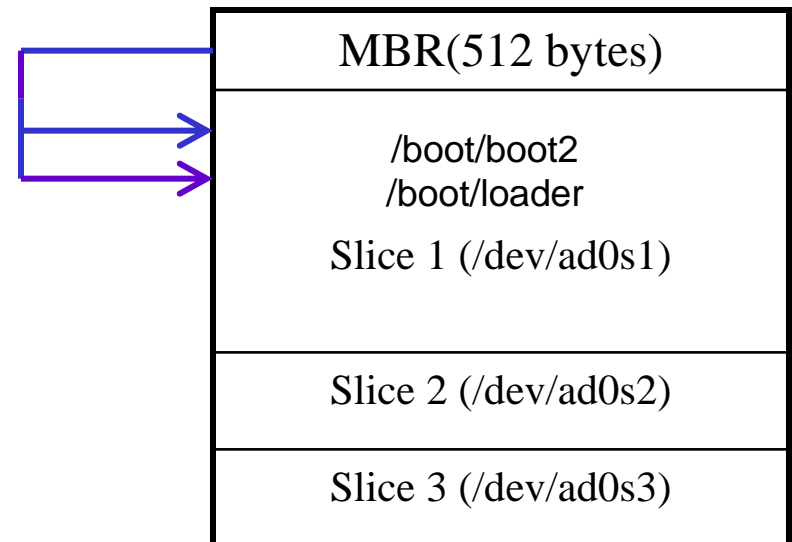 MBR(512 bytes)
/boot/boot2
/boot/loader
Slice 1 (/dev/ad0s1)
Slice 2 (/dev/ad0s2)
Slice 3 (/dev/ad0s3)